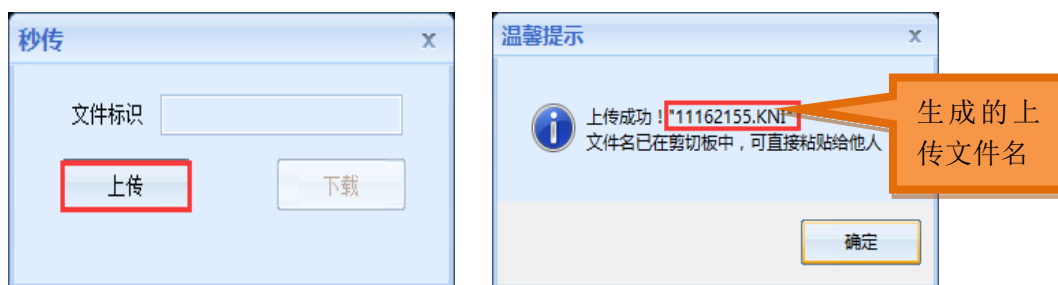 秒传
x
文件标识
上传
下载
温馨提示
x
上传成功！"11162155.KNI"
文件名已在剪切板中，可直接粘贴给他人
确定
生成的上
传文件名